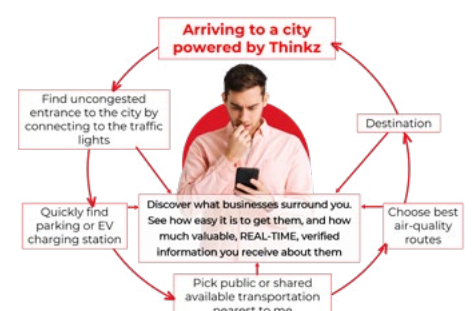 Arriving to a city
powered by Thinkz
Find uncongested
entrance to the city by
connecting to the traffic
lights
Destination
Discover what businesses surround you.
See how easy it is to get them, and how
much valuable, REAL-TIME, verified
information you receive about them
Quickly find
parking or EV
charging station
Choose best
air-quality
routes
Pick public or shared
available transportation
nearest to me